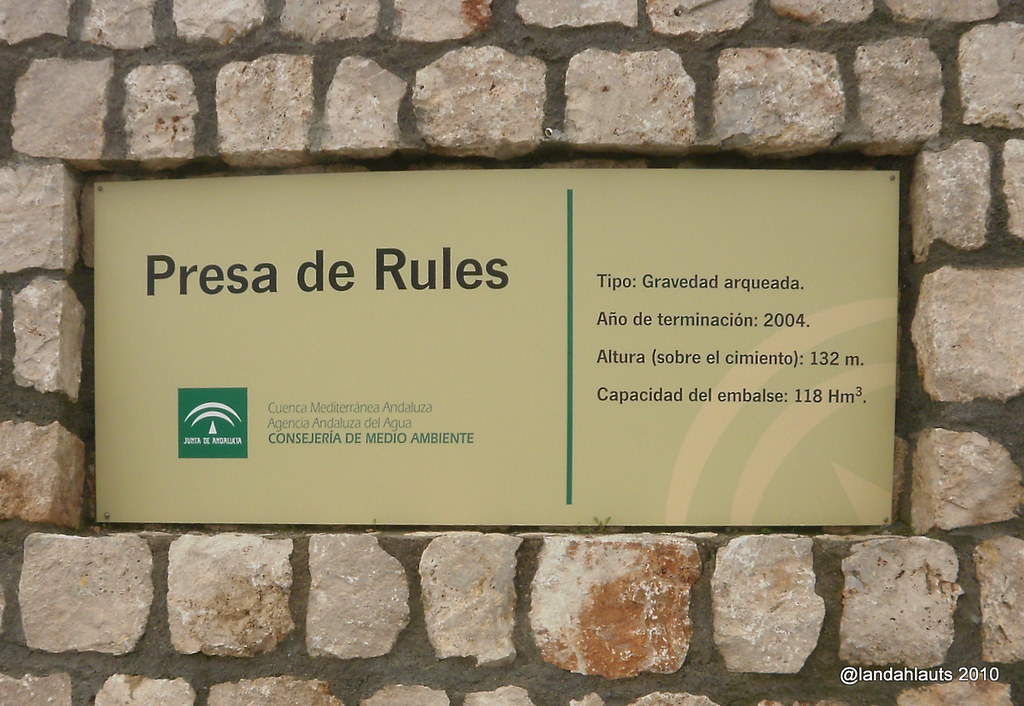 Presa de Rules
JUNTA DE ANDALUCIA
Cuenca Mediterránea Andaluza
Agencia Andaluza del Agua
CONSEJERÍA DE MEDIO AMBIENTE
Tipo: Gravedad arqueada.
Año de terminación: 2004.
Altura (sobre el cimiento): 132 m.
Capacidad del embalse: 118 Hm³.
@landahlauts 2010